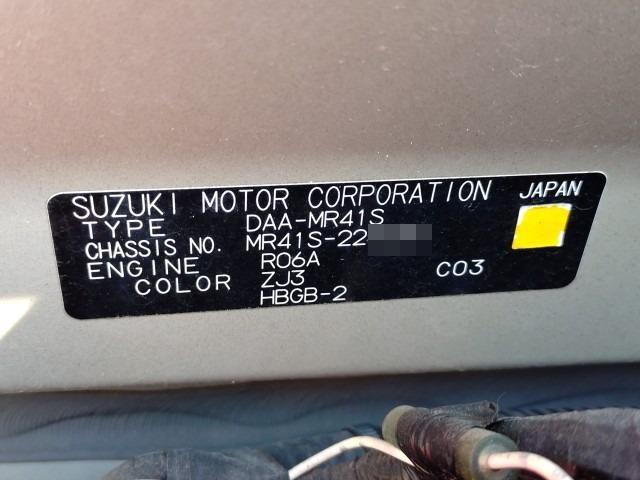 SUZUKI MOTOR CORPORATION JAPAN
TYPE DAA-MR41S
CHASSIS NO. MR41S-22
ENGINE R06A
COLOR ZJ3 C03
HBGB-2